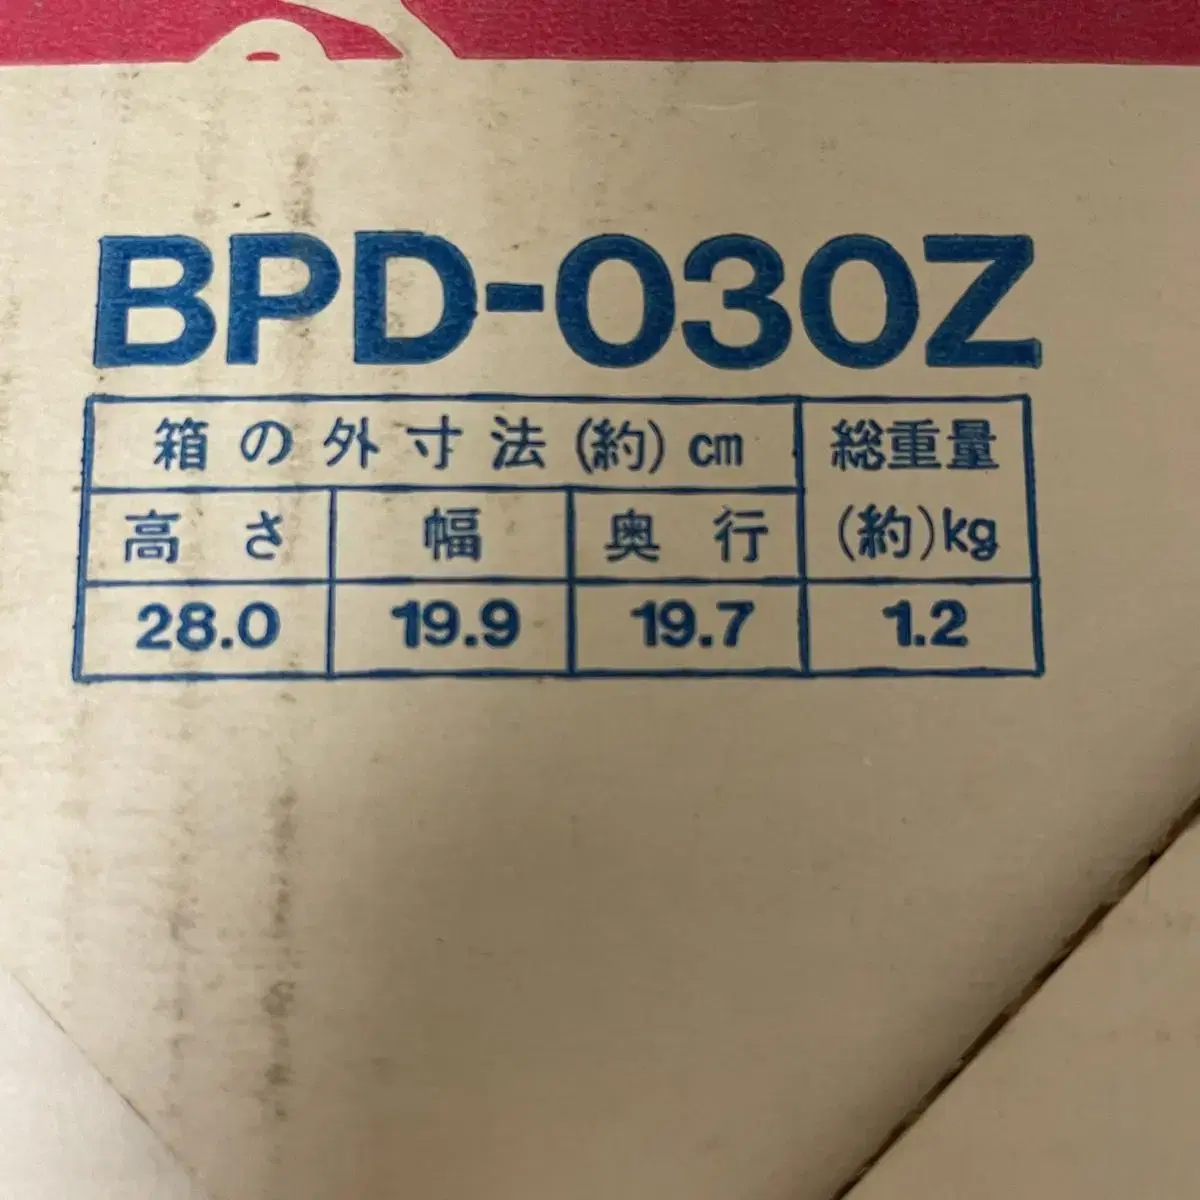 BPD-030Z
箱の外寸法(約)cm 総重量(約)kg
高さ 幅 奥行
28.0 19.9 19.7 1.2